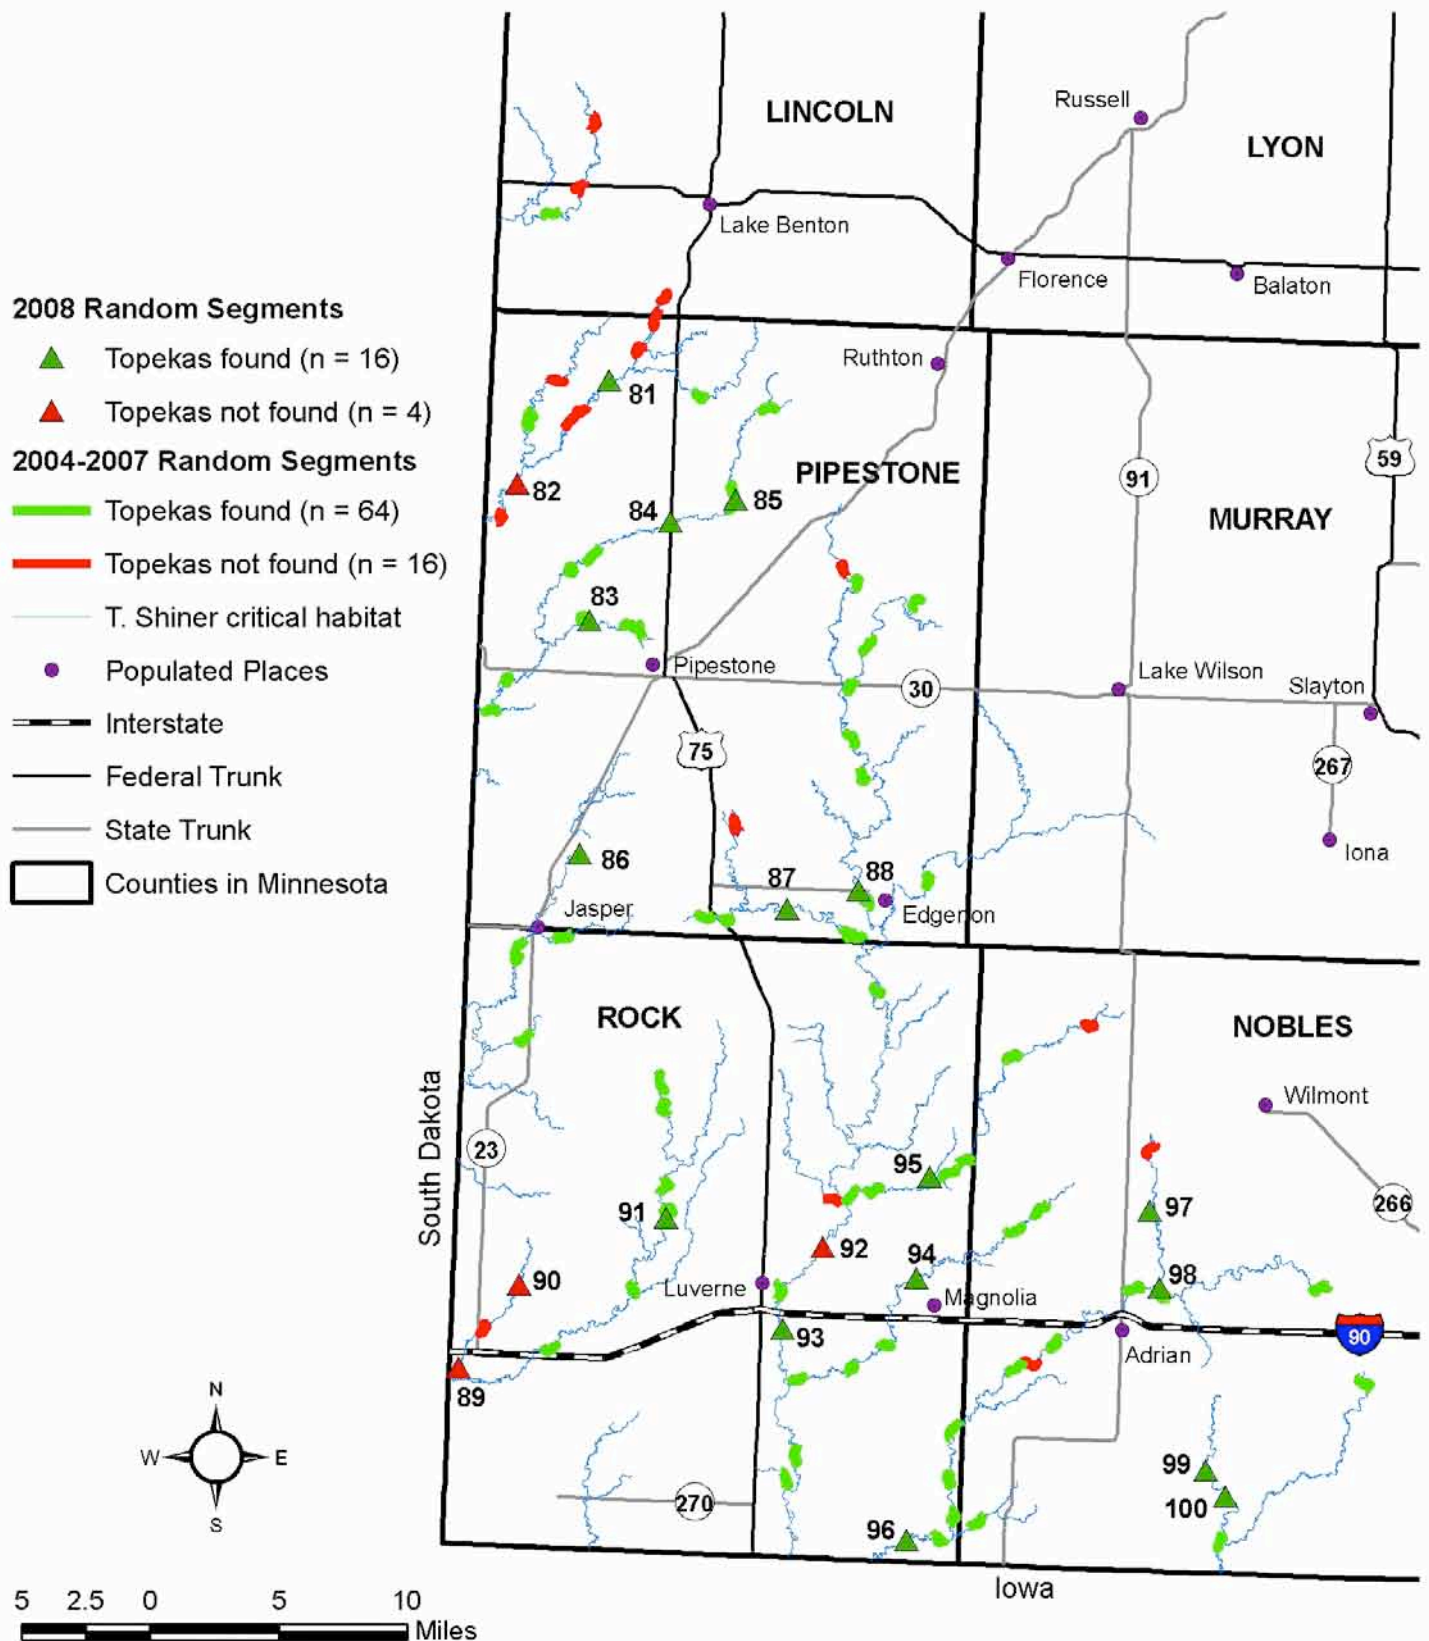 LINCOLN
Russell
LYON
Lake Benton
Florence
Balaton
2008 Random Segments
Topekas found (n = 16)
Topekas not found (n = 4)
2004-2007 Random Segments
Topekas found (n = 64)
Topekas not found (n = 16)
T. Shiner critical habitat
Populated Places
Interstate
Federal Trunk
State Trunk
Counties in Minnesota
Ruthton
81
59
PIPESTONE
91
82
85
84
MURRAY
83
Pipestone
30
Lake Wilson
Slayton
75
267
86
Iona
87
88
Jasper
Edgerton
ROCK
NOBLES
South Dakota
Wilmont
23
95
91
97
266
92
94
90
98
Luverne
Magnolia
93
90
Adrian
89
N
W
E
S
99
100
270
96
Iowa
5 2.5 0 5 10
Miles